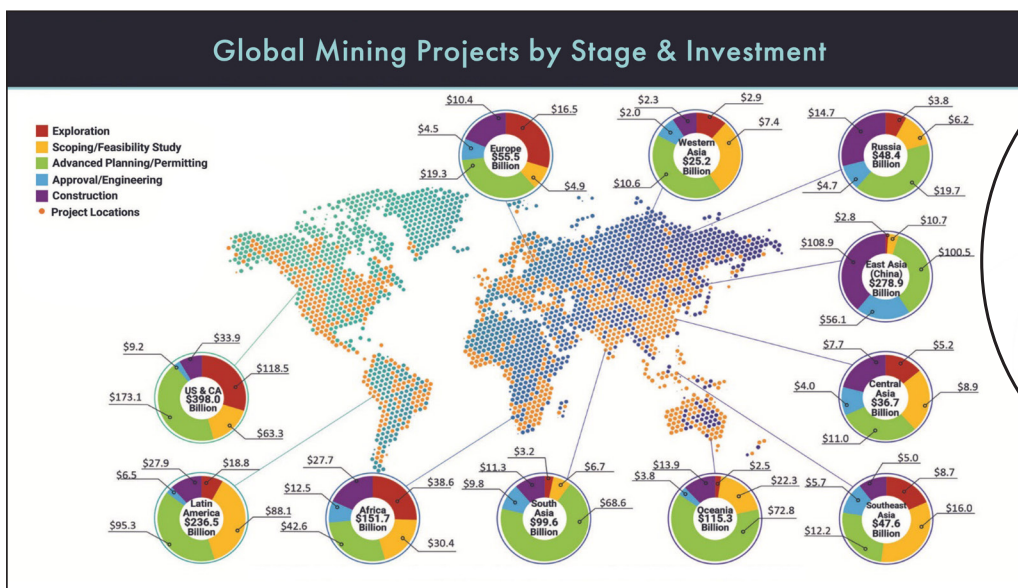 Global Mining Projects by Stage & Investment
Exploration
Scoping/Feasibility Study
Advanced Planning/Permitting
Approval/Engineering
Construction
Project Locations
$10.4
$16.5
$4.5
$19.3
$4.9
Europe
$55.5
Billion
$2.3
$2.9
$2.0
$7.4
$10.6
Western
Asia
$25.2
Billion
$14.7
$3.8
$6.2
$4.7
$19.7
Russia
$48.4
Billion
$2.8
$10.7
$108.9
$100.5
$56.1
East Asia
(China)
$278.9
Billion
$7.7
$5.2
$4.0
$8.9
$11.0
Central
Asia
$36.7
Billion
$9.2
$33.9
$118.5
$173.1
$63.3
US & CA
$398.0
Billion
$27.9
$18.8
$6.5
$88.1
$95.3
Latin
America
$236.5
Billion
$27.7
$38.6
$12.5
$42.6
$30.4
Africa
$151.7
Billion
$3.2
$11.3
$6.7
$9.8
$68.6
South
Asia
$99.6
Billion
$13.9
$2.5
$3.8
$22.3
$72.8
Oceania
$115.3
Billion
$5.0
$8.7
$5.7
$16.0
$12.2
Southeast
Asia
$47.6
Billion